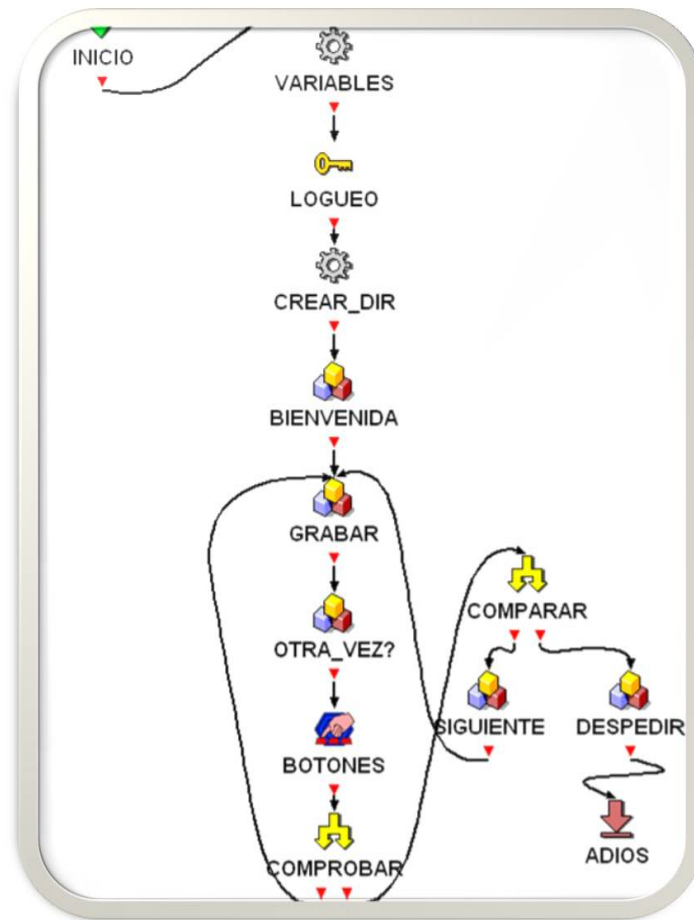 INICIO
VARIABLES
LOGUEO
CREAR_DIR
BIENVENIDA
GRABAR
OTRA_VEZ?
BOTONES
COMPROBAR
COMPARAR
SIGUIENTE
DESPEDIR
ADIOS